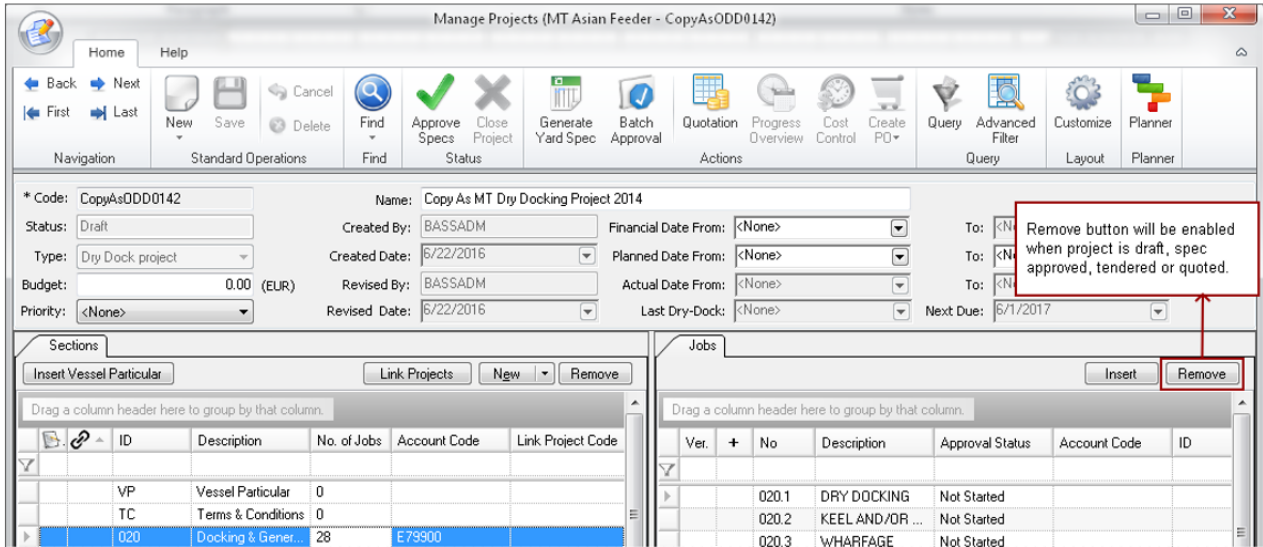 Manage Projects (MT Asian Feeder - CopyAsODD0142)
Home Help
Back Next
First Last
New Save Cancel Delete
Find
Approve Specs Close Project
Generate Yard Spec Batch Approval
Quotation Progress Overview Cost Control Create PO
Query Advanced Filter
Customize
Planner
Navigation Standard Operations Find Status Actions Query Layout Planner
* Code: CopyAsODD0142 Name: Copy As MT Dry Docking Project 2014
Status: Draft Created By: BASSADM Financial Date From: <None> To:
Type: Dry Dock project Created Date: 6/22/2016 Planned Date From: <None> To:
Budget: 0.00 (EUR) Revised By: BASSADM Actual Date From: <None> To:
Priority: <None> Revised Date: 6/22/2016 Last Dry-Dock: <None> Next Due: 6/1/2017
Remove button will be enabled
when project is draft, spec
approved, tendered or quoted.
Sections
Insert Vessel Particular Link Projects New Remove
Drag a column header here to group by that column.
ID Description No. of Jobs Account Code Link Project Code
VP Vessel Particular 0
TC Terms & Conditions 0
020 Docking & Gener... 28 E79900
Jobs
Insert Remove
Drag a column header here to group by that column.
Ver. + No Description Approval Status Account Code ID
020.1 DRY DOCKING Not Started
020.2 KEEL AND/OR ... Not Started
020.3 WHARFAGE Not Started